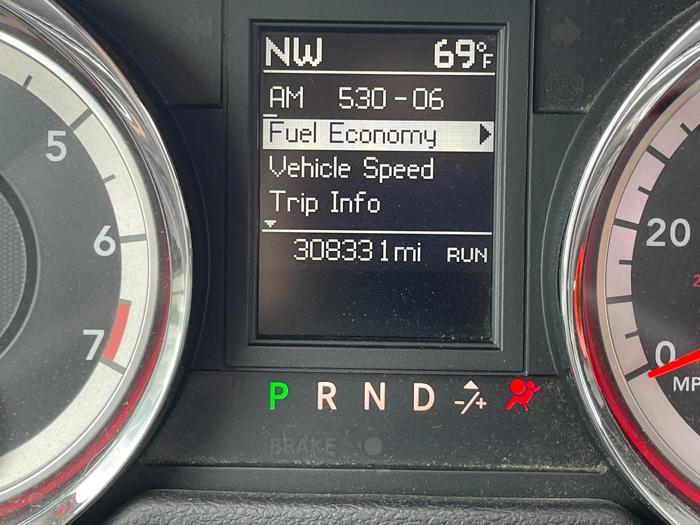 NW 69°F
AM 530-06
Fuel Economy
Vehicle Speed
Trip Info
308331mi RUN
5
6
7
20
0
MP
P R N D -/+
BRAKE